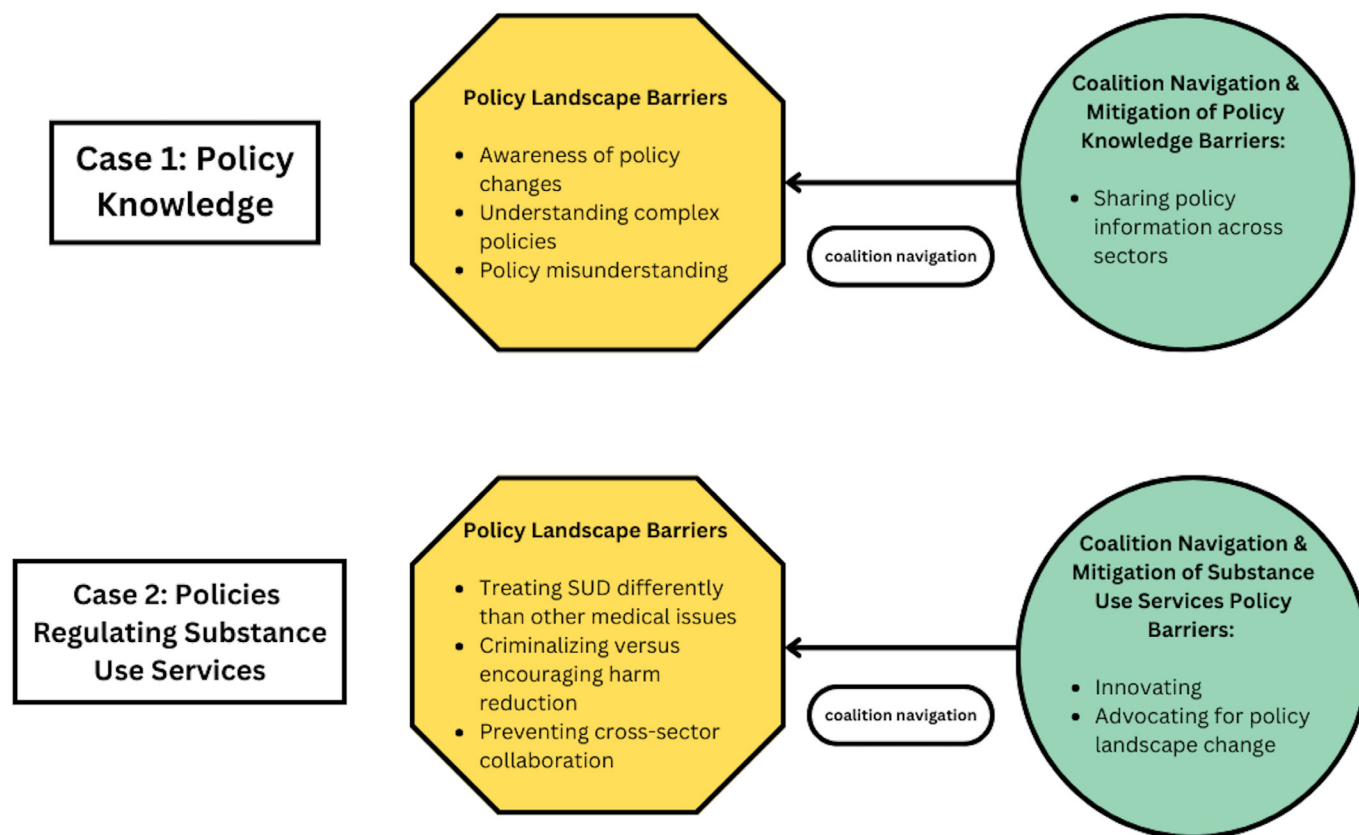 Case 1: Policy
Knowledge
Policy Landscape Barriers
• Awareness of policy
changes
• Understanding complex
policies
• Policy misunderstanding
coalition navigation
Coalition Navigation &
Mitigation of Policy
Knowledge Barriers:
• Sharing policy
information across
sectors
Case 2: Policies
Regulating Substance
Use Services
Policy Landscape Barriers
• Treating SUD differently
than other medical issues
• Criminalizing versus
encouraging harm
reduction
• Preventing cross-sector
collaboration
coalition navigation
Coalition Navigation &
Mitigation of Substance
Use Services Policy
Barriers:
• Innovating
• Advocating for policy
landscape change